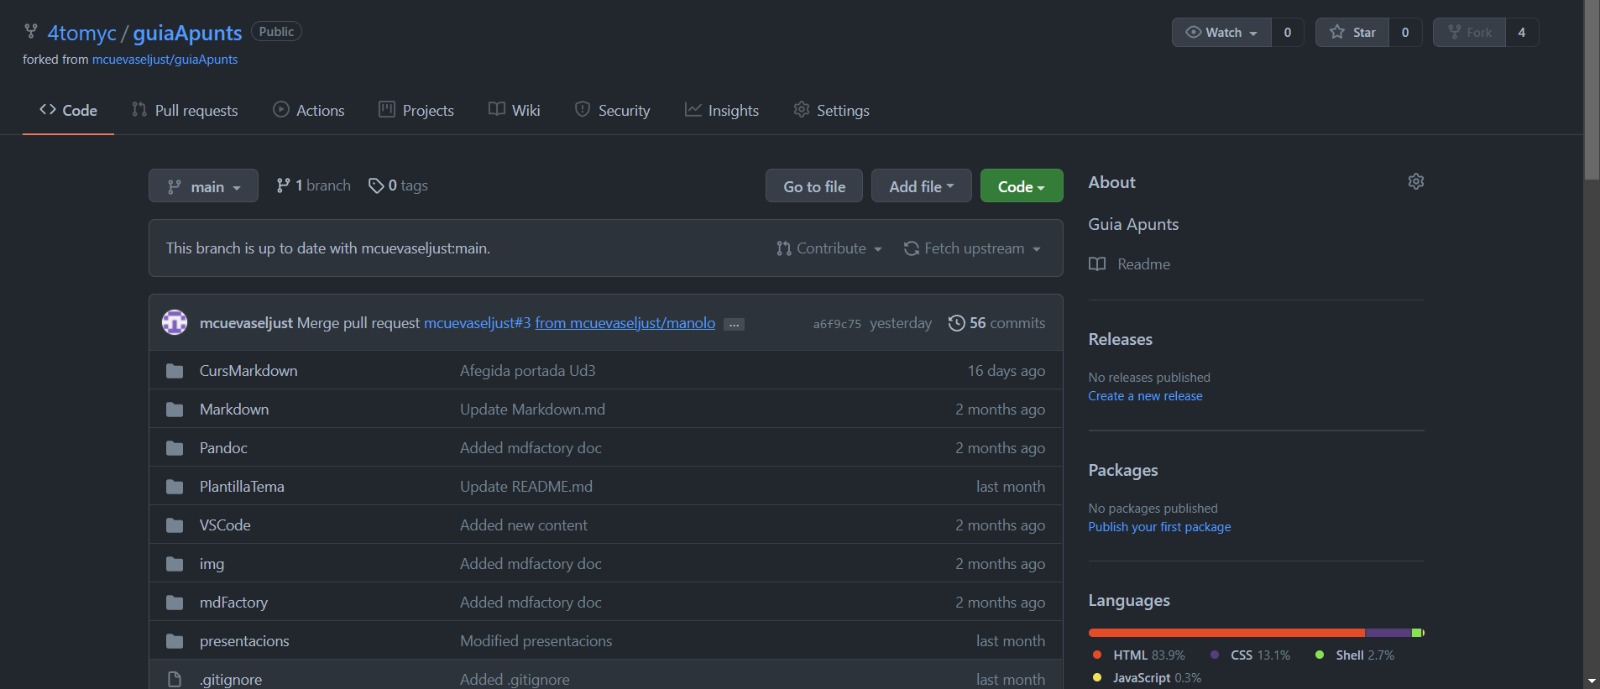 4tomyc / guiaApunts Public
Watch 0 Star 0 Fork 4
forked from mcuevaseljust/guiaApunts
Code Pull requests Actions Projects Wiki Security Insights Settings
main 1 branch 0 tags Go to file Add file Code
This branch is up to date with mcuevaseljust:main. Contribute Fetch upstream
mcuevaseljust Merge pull request mcuevaseljust#3 from mcuevaseljust/manolo ... a6f9c75 yesterday 56 commits
CursMarkdown Afegida portada Ud3 16 days ago
Markdown Update Markdown.md 2 months ago
Pandoc Added mdfactory doc 2 months ago
PlantillaTema Update README.md last month
VSCode Added new content 2 months ago
img Added mdfactory doc 2 months ago
mdFactory Added mdfactory doc 2 months ago
presentacions Modified presentacions last month
.gitignore Added .gitignore last month
About
Guia Apunts
Readme
Releases
No releases published
Create a new release
Packages
No packages published
Publish your first package
Languages
HTML 83.9% CSS 13.1% Shell 2.7%
JavaScript 0.3%